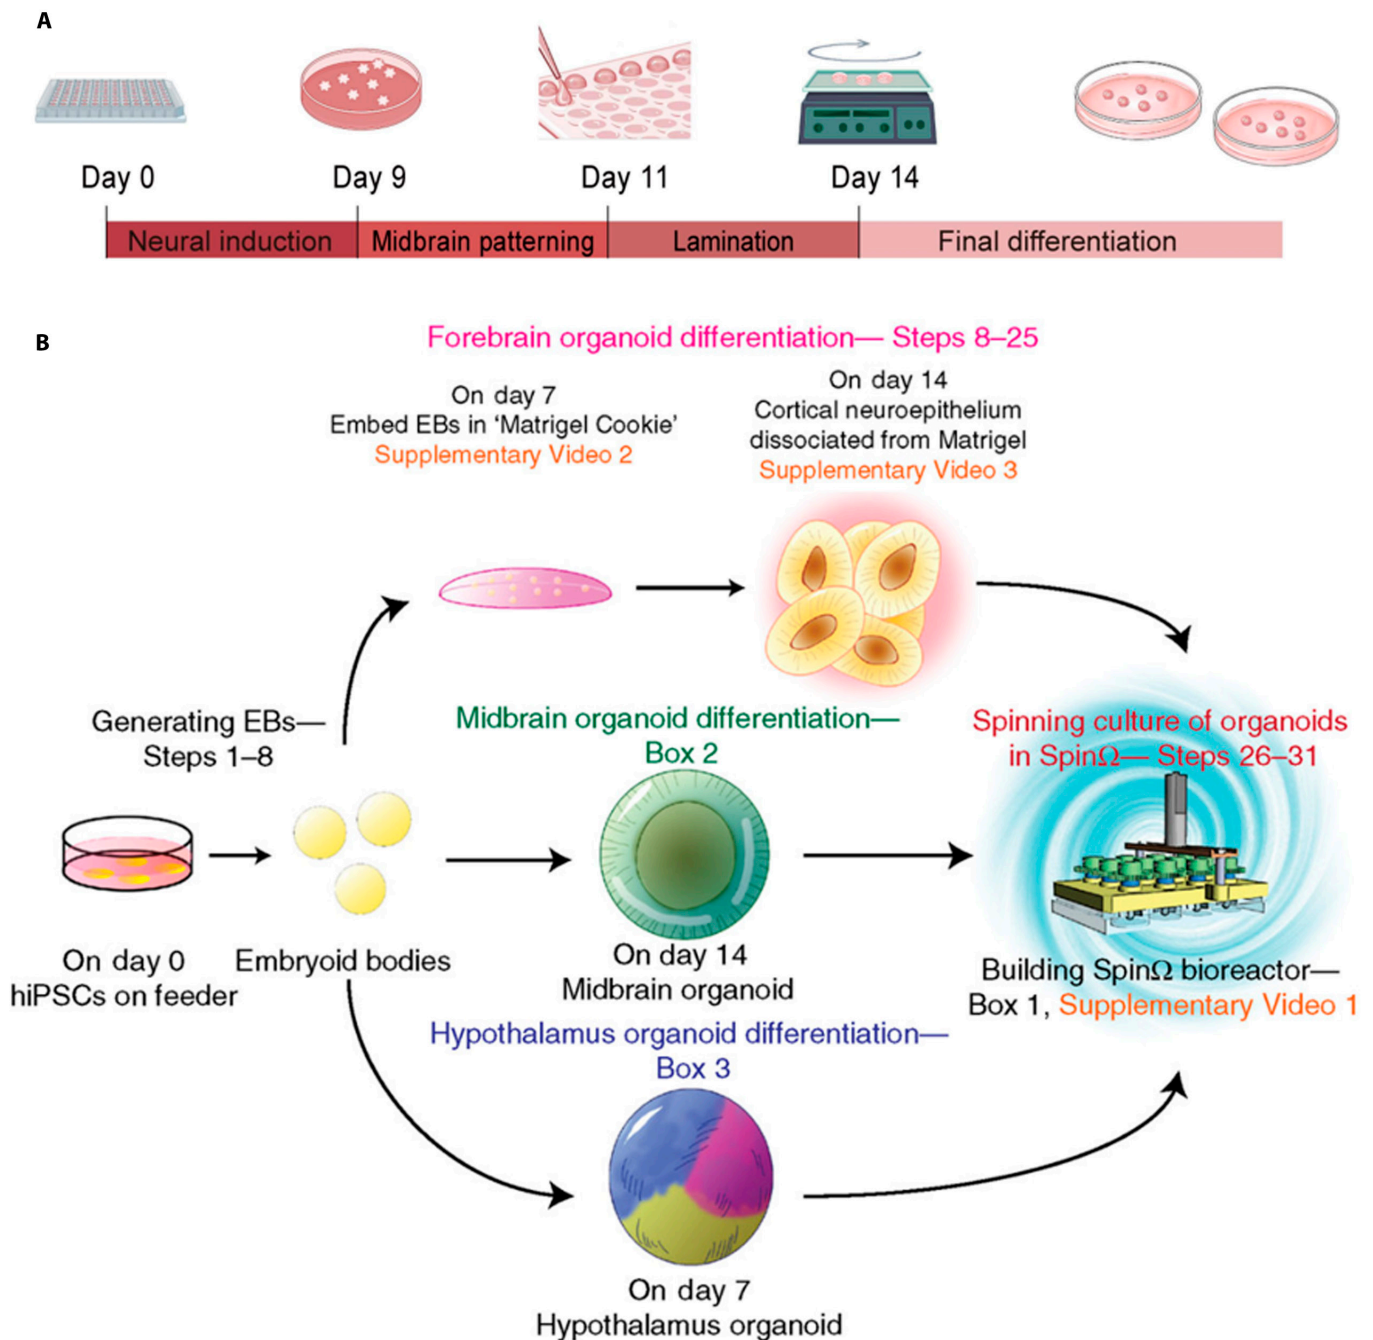 A
Day 0
Day 9
Day 11
Day 14
Neural induction
Midbrain patterning
Lamination
Final differentiation
B
Forebrain organoid differentiation— Steps 8–25
On day 7
Embed EBs in ‘Matrigel Cookie’
Supplementary Video 2
On day 14
Cortical neuroepithelium
dissociated from Matrigel
Supplementary Video 3
Generating EBs—
Steps 1–8
Midbrain organoid differentiation—
Box 2
Spinning culture of organoids
in SpinΩ— Steps 26–31
On day 0
hiPSCs on feeder
Embryoid bodies
On day 14
Midbrain organoid
Building SpinΩ bioreactor—
Box 1, Supplementary Video 1
Hypothalamus organoid differentiation—
Box 3
On day 7
Hypothalamus organoid